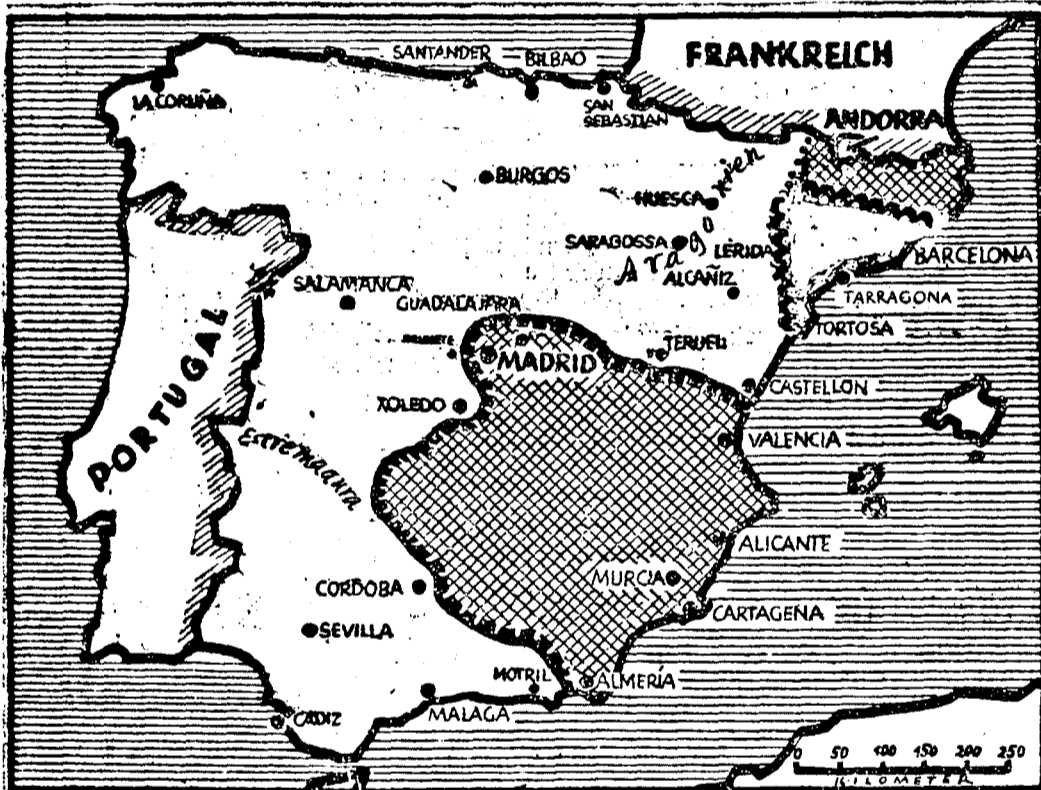 FRANKREICH
SANTANDER
BILBAO
LA CORUÑA
SAN
SEBASTIAN
ANDORRA
BURGOS
HUESCA
Aragonien
SARAGOSSA
LERIDA
BARCELONA
SALAMANCA
ALCAÑIZ
TARRAGONA
GUADALAJARA
TORTOSA
MADRID
TERUEL
CASTELLON
TOLEDO
PORTUGAL
VALENCIA
Estremadura
ALICANTE
MURCIA
CORDOBA
CARTAGENA
SEVILLA
MOTRIL
ALMERÍA
CADIZ
MALAGA
0 50 100 150 200 250
KILOMETER